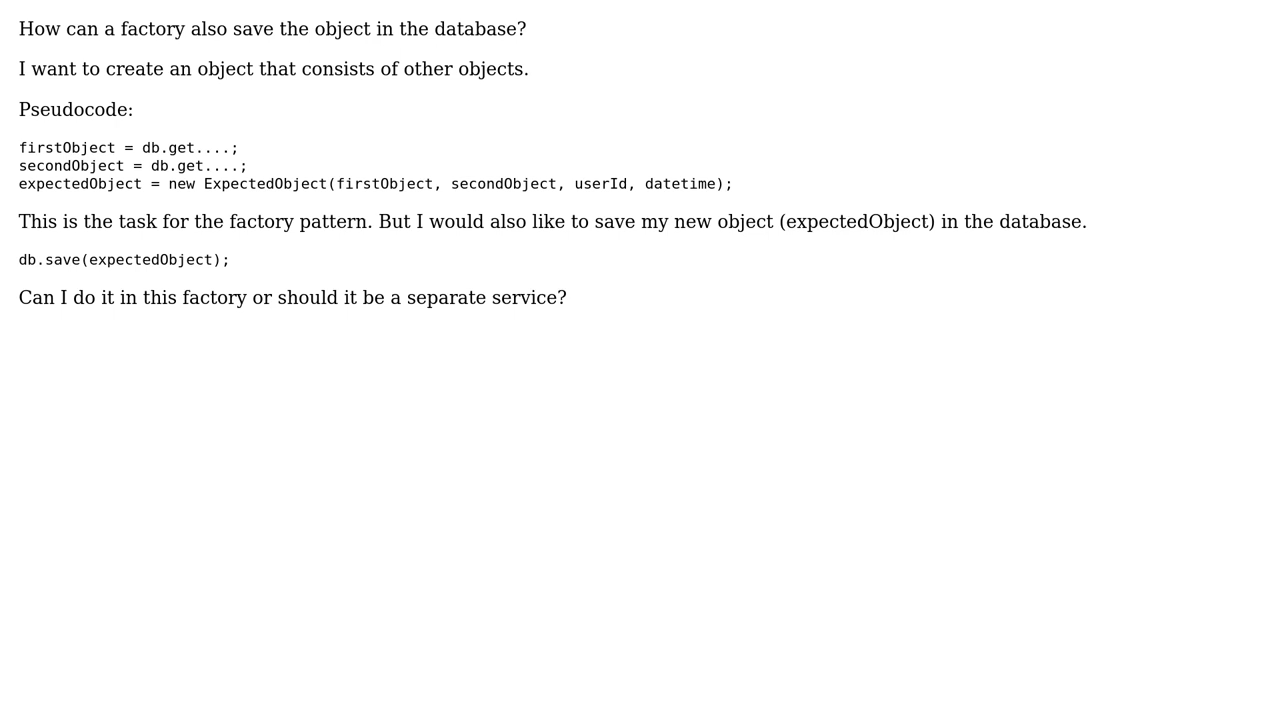 How can a factory also save the object in the database?
I want to create an object that consists of other objects.
Pseudocode:
firstObject = db.get....;
secondObject = db.get....;
expectedObject = new ExpectedObject(firstObject, secondObject, userId, datetime);
This is the task for the factory pattern. But I would also like to save my new object (expectedObject) in the database.
db.save(expectedObject);
Can I do it in this factory or should it be a separate service?